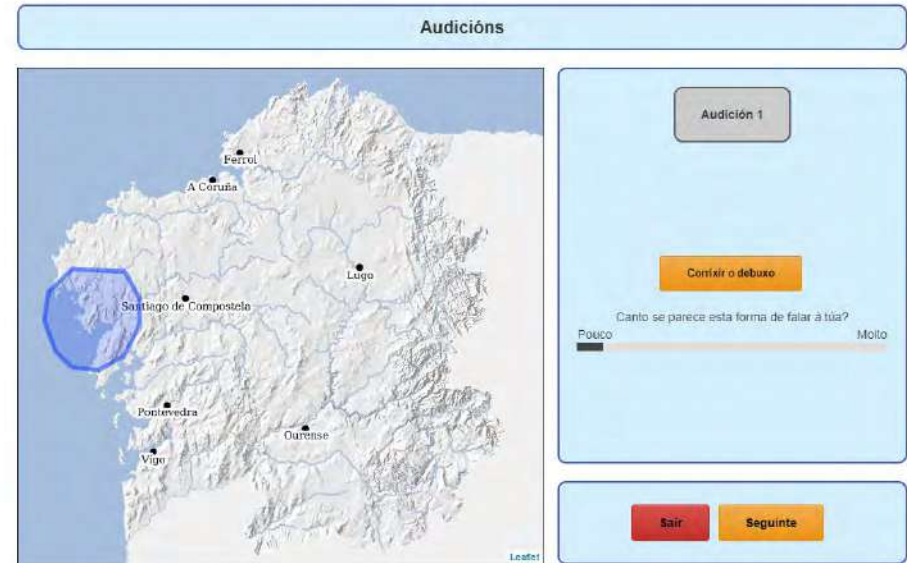 Audicións
Ferrol
A Coruña
Lugo
Santiago de Compostela
Pontevedra
Ourense
Vigo
Leaflet
Audición 1
Corrixir o debuxo
Canto se parece esta forma de falar á túa?
Pouco
Moito
Sair
Seguinte